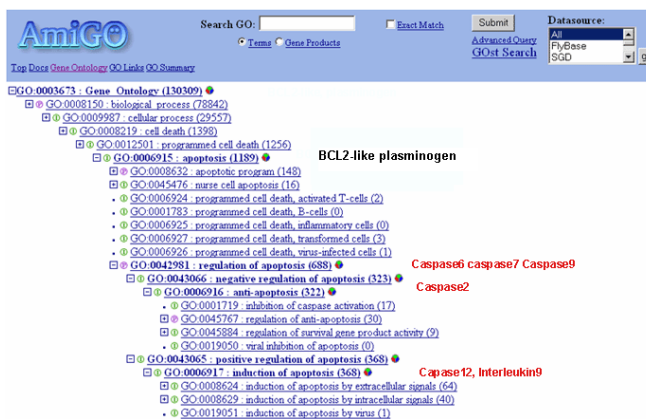 AmiGO
Search GO:
Exact Match
Submit
Datasource:
Terms Gene Products
Advanced Query
GOst Search
All
FlyBase
SGD
Top Docs Gene Ontology GO Links GO Summary
GO:0003673 : Gene_Ontology (130309)
GO:0008150 : biological_process (78842)
GO:0009987 : cellular process (29557)
GO:0008219 : cell death (1398)
GO:0012501 : programmed cell death (1256)
GO:0006915 : apoptosis (1189) BCL2-like plasminogen
GO:0008632 : apoptotic program (148)
GO:0045476 : nurse cell apoptosis (16)
GO:0006924 : programmed cell death, activated T-cells (2)
GO:0001783 : programmed cell death, B-cells (0)
GO:0006925 : programmed cell death, inflammatory cells (0)
GO:0006927 : programmed cell death, transformed cells (3)
GO:0006926 : programmed cell death, virus-infected cells (1)
GO:0042981 : regulation of apoptosis (688) Caspase6 caspase7 Caspase9
GO:0043066 : negative regulation of apoptosis (323)
Caspase2
GO:0006916 : anti-apoptosis (322)
GO:0001719 : inhibition of caspase activation (17)
GO:0045767 : regulation of anti-apoptosis (30)
GO:0045884 : regulation of survival gene product activity (9)
GO:0019050 : viral inhibition of apoptosis (0)
GO:0043065 : positive regulation of apoptosis (368)
GO:0006917 : induction of apoptosis (368) Capase12, Interleukin9
GO:0008624 : induction of apoptosis by extracellular signals (64)
GO:0008629 : induction of apoptosis by intracellular signals (40)
GO:0019051 : induction of apoptosis by virus (1)